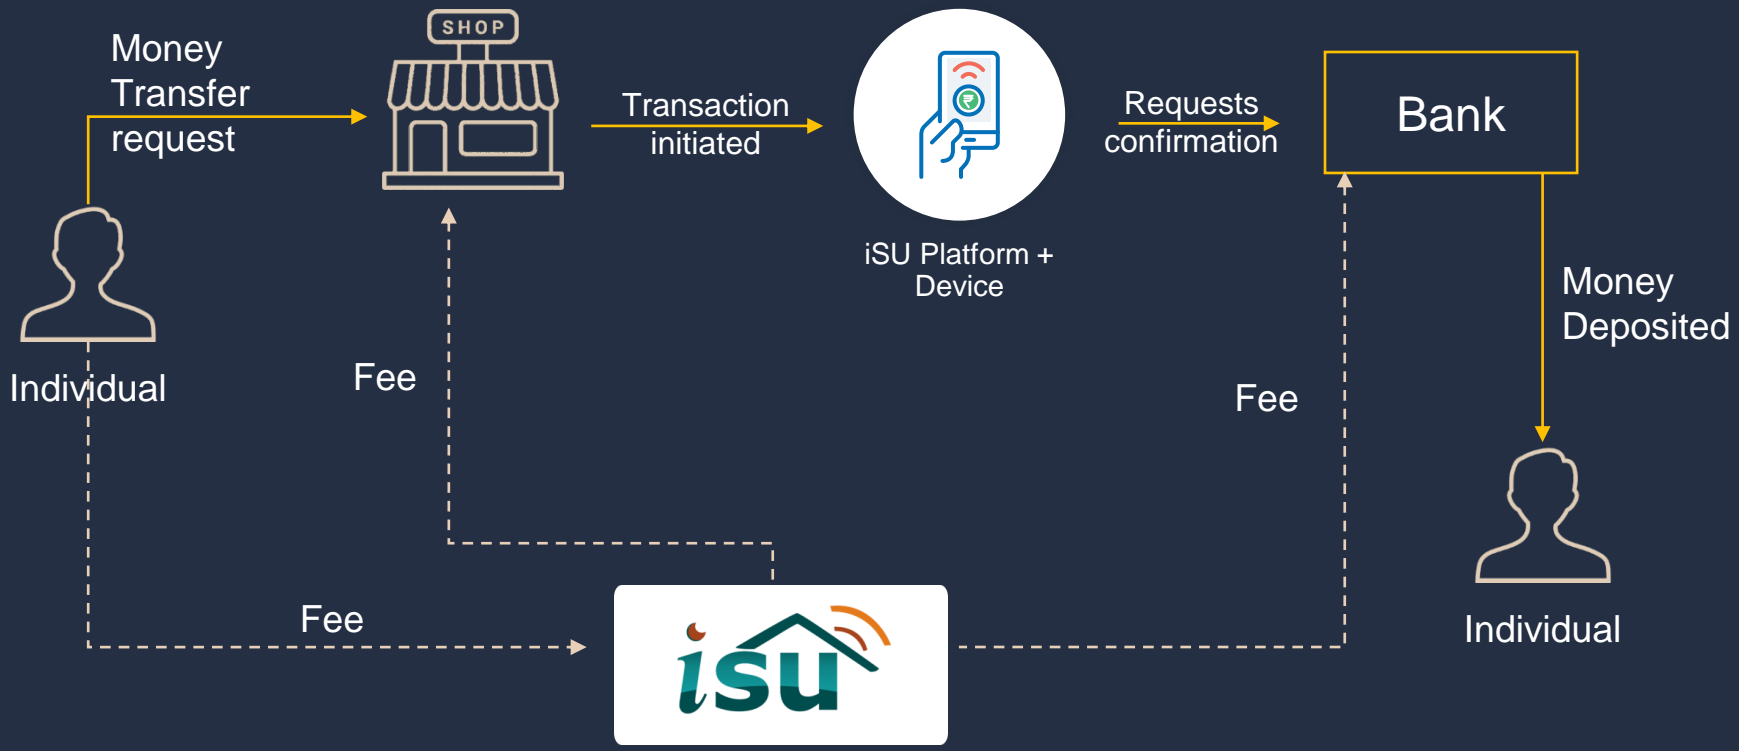 SHOP
Money
Transfer
request
Transaction
initiated
₹
Requests
confirmation
Bank
iSU Platform +
Device
Money
Deposited
Individual
Fee
Fee
Fee
isu
Individual